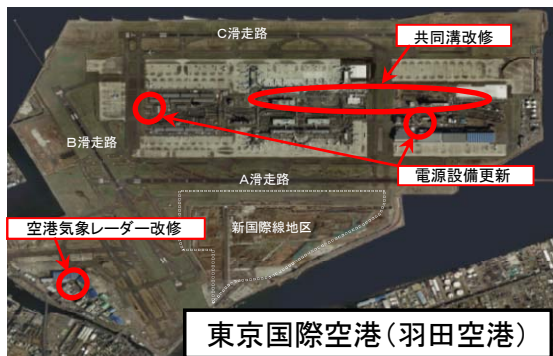 C滑走路
共同溝改修
B滑走路
A滑走路
電源設備更新
新国際線地区
空港気象レーダー改修
東京国際空港(羽田空港)